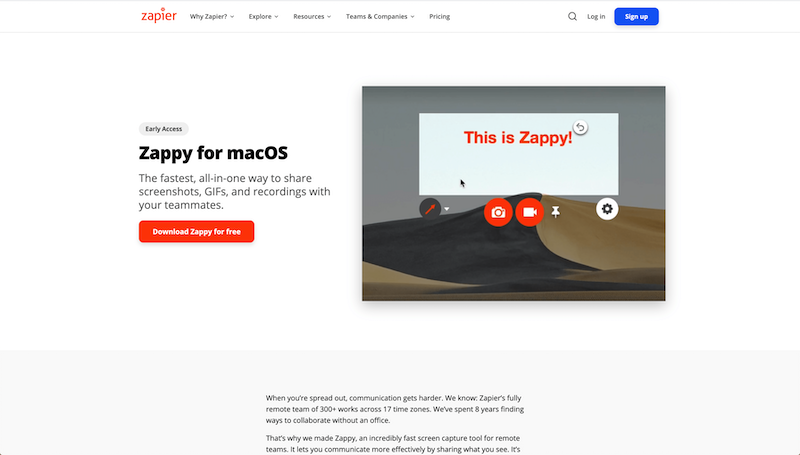 zapier Why Zapier? Explore Resources Teams & Companies Pricing Log in Sign up
Early Access
Zappy for macOS
The fastest, all-in-one way to share
screenshots, GIFs, and recordings with
your teammates.
Download Zappy for free
This is Zappy!
When you're spread out, communication gets harder. We know: Zapier's fully
remote team of 300+ works across 17 time zones. We've spent 8 years finding
ways to collaborate without an office.
That's why we made Zappy, an incredibly fast screen capture tool for remote
teams. It lets you communicate more effectively by sharing what you see. It's